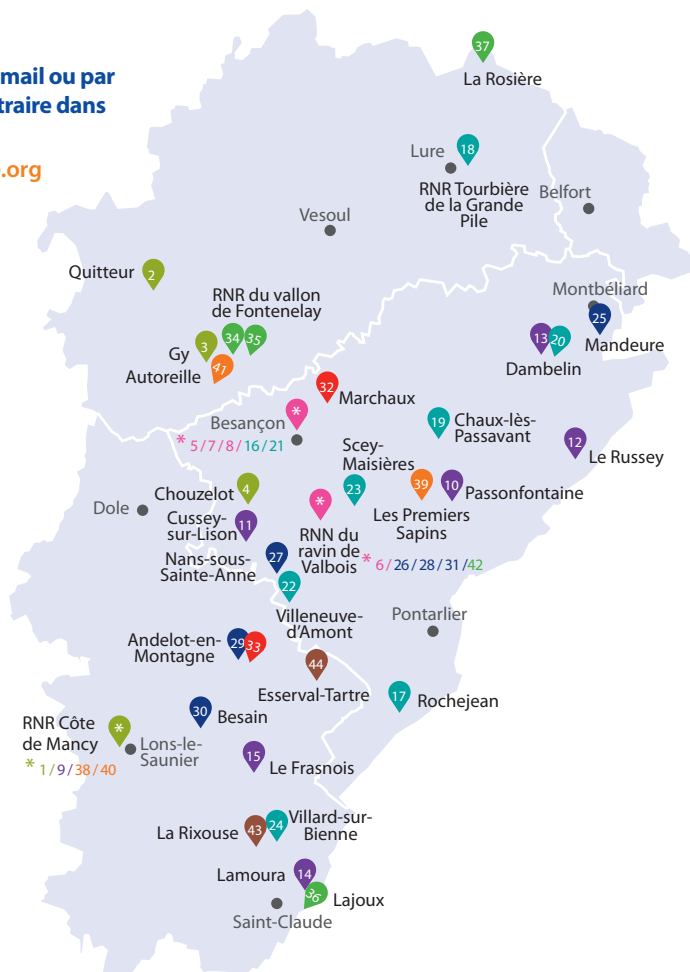 mail ou par
traire dans
.org
37
La Rosière
Lure
18
RNR Tourbière
de la Grande
Pile
Belfort
Vesoul
Quitteur
2
RNR du vallon
de Fontenelay
Montbéliard
25
Mandeure
3
34
35
Gy
Autoreille
41
13
20
Dambelin
32
Marchaux
Besançon
*
* 5 / 7 / 8 / 16 / 21
19
Chaux-lès-
Passavant
12
Le Russey
Scey-
Maisières
23
39
10
Passonfontaine
Les Premiers
Sapins
Chouzelot
4
Dole
Cussey-
sur-Lison
11
*
RNN du
ravin de
Valbois
* 6 / 26 / 28 / 31 / 42
Nans-sous-
Sainte-Anne
27
22
Villeneuve-
d'Amont
Pontarlier
Andelot-en-
Montagne
29
33
44
Esserval-Tartre
17
Rochejean
30
Besain
RNR Côte
de Mancy
*
* 1 / 9 / 38 / 40
Lons-le-
Saunier
15
Le Frasnois
La Rixouse
43
24
Villard-sur-
Bienne
Lamoura
14
36
Lajoux
Saint-Claude